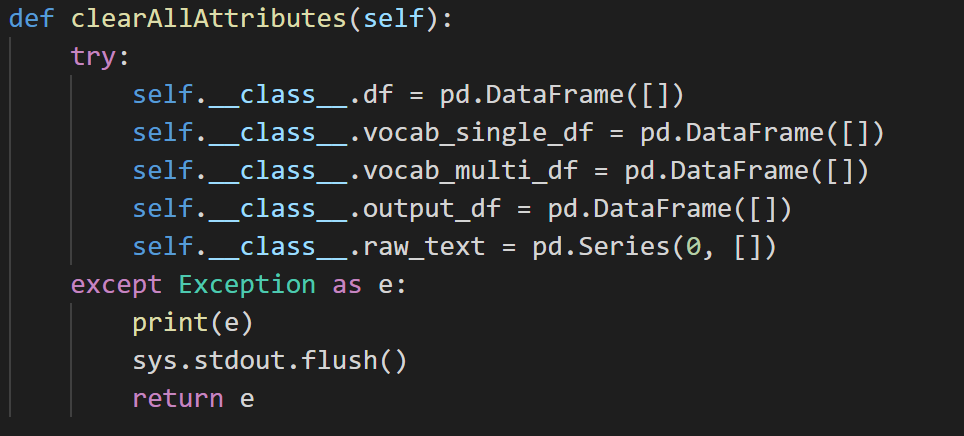 def clearAllAttributes(self):
    try:
        self.__class__.df = pd.DataFrame([])
        self.__class__.vocab_single_df = pd.DataFrame([])
        self.__class__.vocab_multi_df = pd.DataFrame([])
        self.__class__.output_df = pd.DataFrame([])
        self.__class__.raw_text = pd.Series(0, [])
    except Exception as e:
        print(e)
        sys.stdout.flush()
        return e